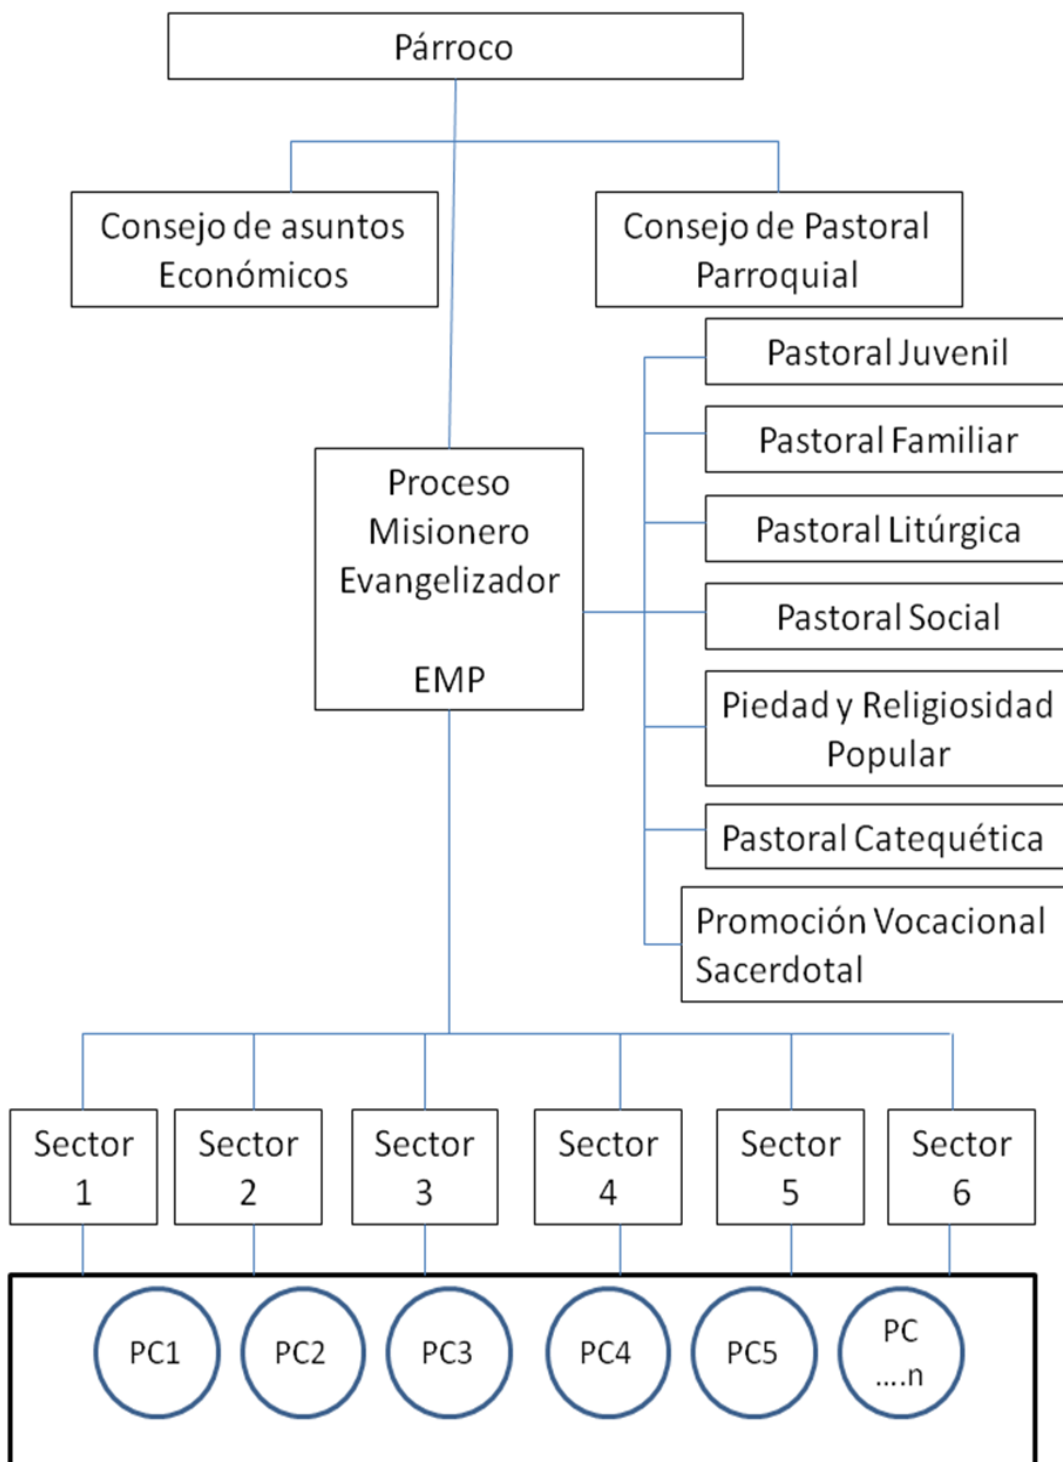 Párroco
Consejo de asuntos
Económicos
Consejo de Pastoral
Parroquial
Pastoral Juvenil
Pastoral Familiar
Pastoral Litúrgica
Pastoral Social
Piedad y Religiosidad
Popular
Pastoral Catequética
Promoción Vocacional
Sacerdotal
Proceso
Misionero
Evangelizador
EMP
Sector
1
Sector
2
Sector
3
Sector
4
Sector
5
Sector
6
PC1
PC2
PC3
PC4
PC5
PC
....n